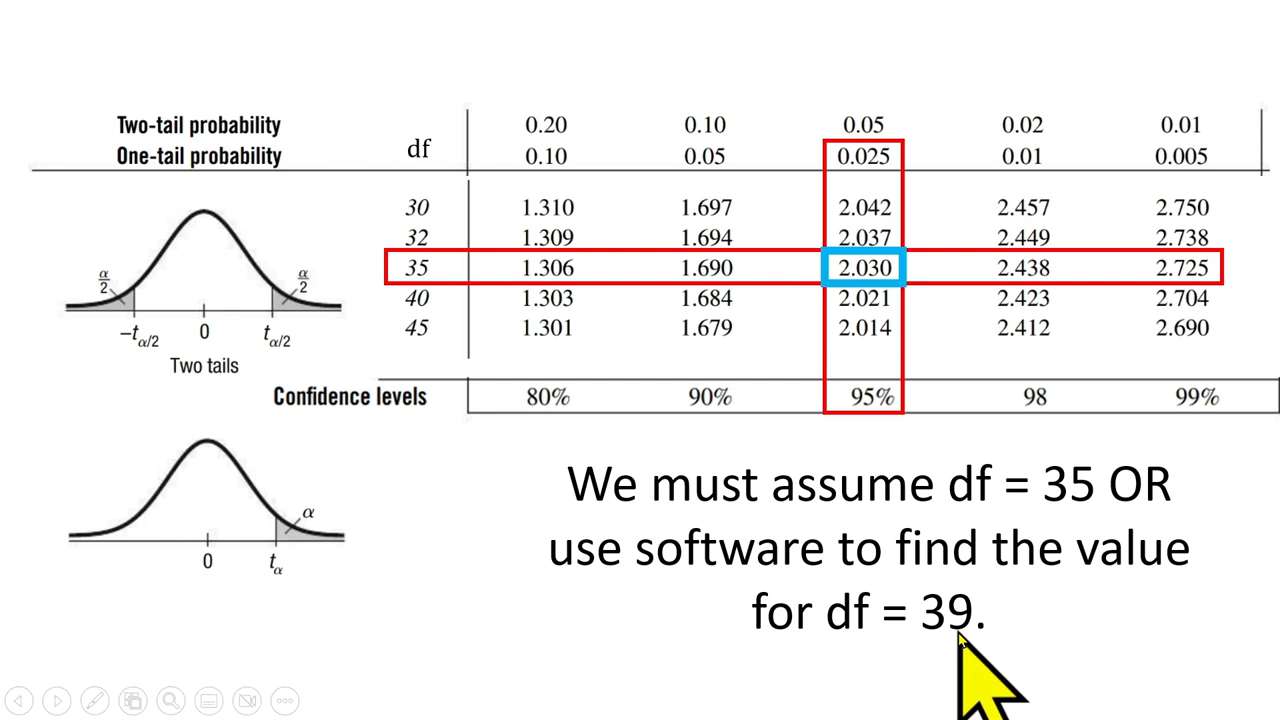 Two-tail probability 0.20 0.10 0.05 0.02 0.01
One-tail probability df 0.10 0.05 0.025 0.01 0.005
30 1.310 1.697 2.042 2.457 2.750
32 1.309 1.694 2.037 2.449 2.738
35 1.306 1.690 2.030 2.438 2.725
40 1.303 1.684 2.021 2.423 2.704
45 1.301 1.679 2.014 2.412 2.690
α/2 α/2
−tα/2 0 tα/2
Two tails
Confidence levels 80% 90% 95% 98 99%
α
0 tα
We must assume df = 35 OR
use software to find the value
for df = 39.